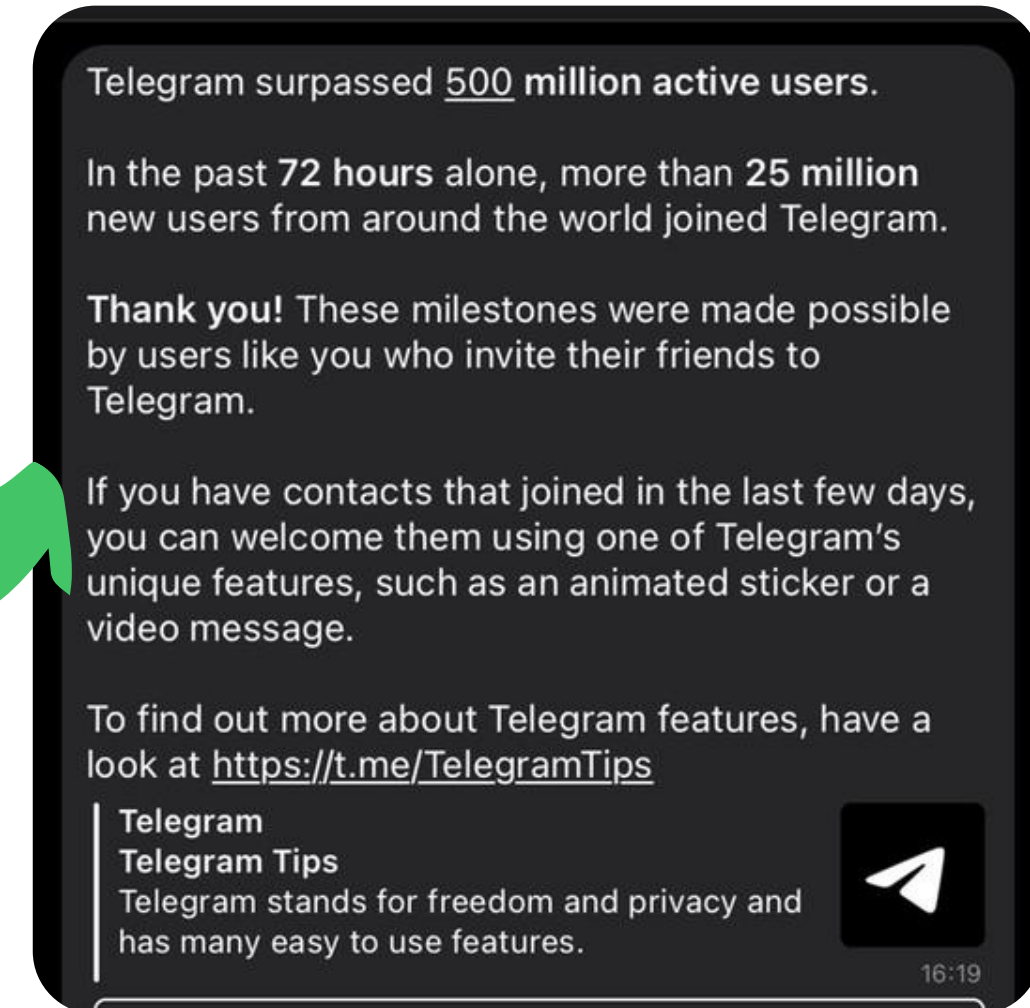 Telegram surpassed 500 million active users.
In the past 72 hours alone, more than 25 million
new users from around the world joined Telegram.
Thank you! These milestones were made possible
by users like you who invite their friends to
Telegram.
If you have contacts that joined in the last few days,
you can welcome them using one of Telegram’s
unique features, such as an animated sticker or a
video message.
To find out more about Telegram features, have a
look at https://t.me/TelegramTips
Telegram
Telegram Tips
Telegram stands for freedom and privacy and
has many easy to use features.
16:19